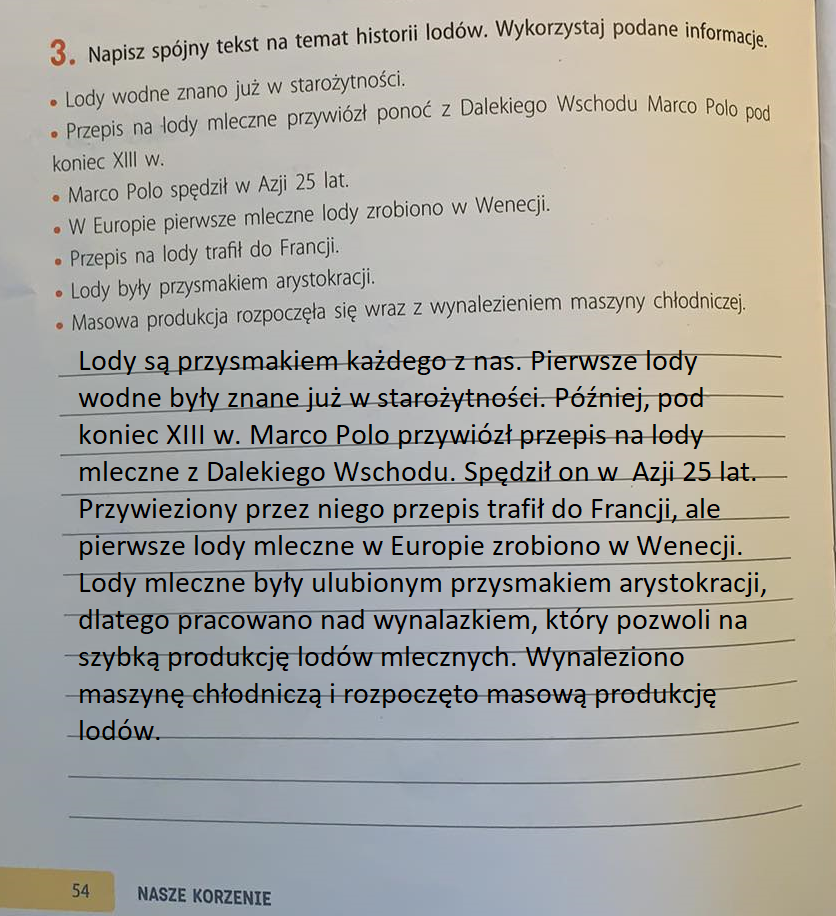 3. Napisz spójny tekst na temat historii lodów. Wykorzystaj podane informacje.
• Lody wodne znano już w starożytności.
• Przepis na lody mleczne przywiózł ponoć z Dalekiego Wschodu Marco Polo pod
koniec XIII w.
• Marco Polo spędził w Azji 25 lat.
• W Europie pierwsze mleczne lody zrobiono w Wenecji.
• Przepis na lody trafił do Francji.
• Lody były przysmakiem arystokracji.
• Masowa produkcja rozpoczęła się wraz z wynalezieniem maszyny chłodniczej.
Lody są przysmakiem każdego z nas. Pierwsze lody
wodne były znane już w starożytności. Później, pod
koniec XIII w. Marco Polo przywiózł przepis na lody
mleczne z Dalekiego Wschodu. Spędził on w  Azji 25 lat.
Przywieziony przez niego przepis trafił do Francji, ale
pierwsze lody mleczne w Europie zrobiono w Wenecji.
Lody mleczne były ulubionym przysmakiem arystokracji,
dlatego pracowano nad wynalazkiem, który pozwoli na
szybką produkcję lodów mlecznych. Wynaleziono
maszynę chłodniczą i rozpoczęto masową produkcję
lodów.
54 NASZE KORZENIE